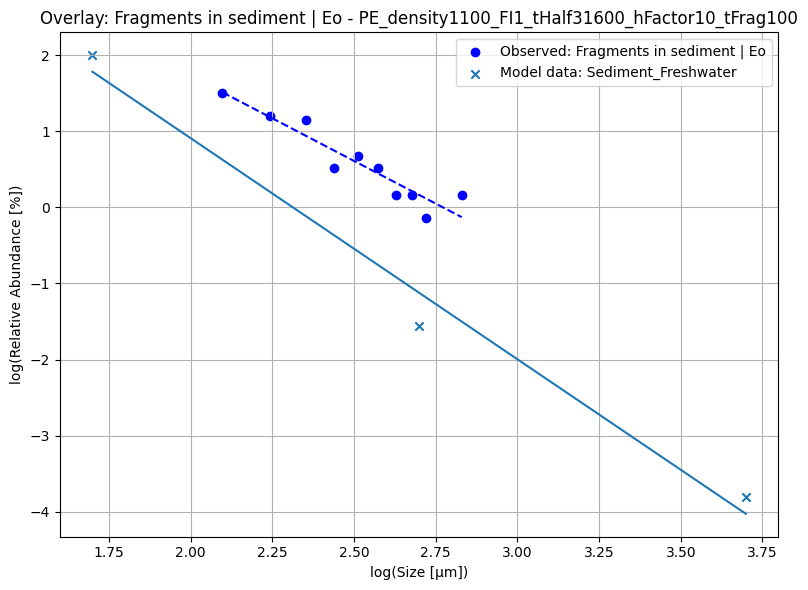 Overlay: Fragments in sediment | Eo - PE_density1100_FI1_tHalf31600_hFactor10_tFrag100
Observed: Fragments in sediment | Eo
Model data: Sediment_Freshwater
log(Relative Abundance [%])
2
1
0
−1
−2
−3
−4
1.75 2.00 2.25 2.50 2.75 3.00 3.25 3.50 3.75
log(Size [µm])